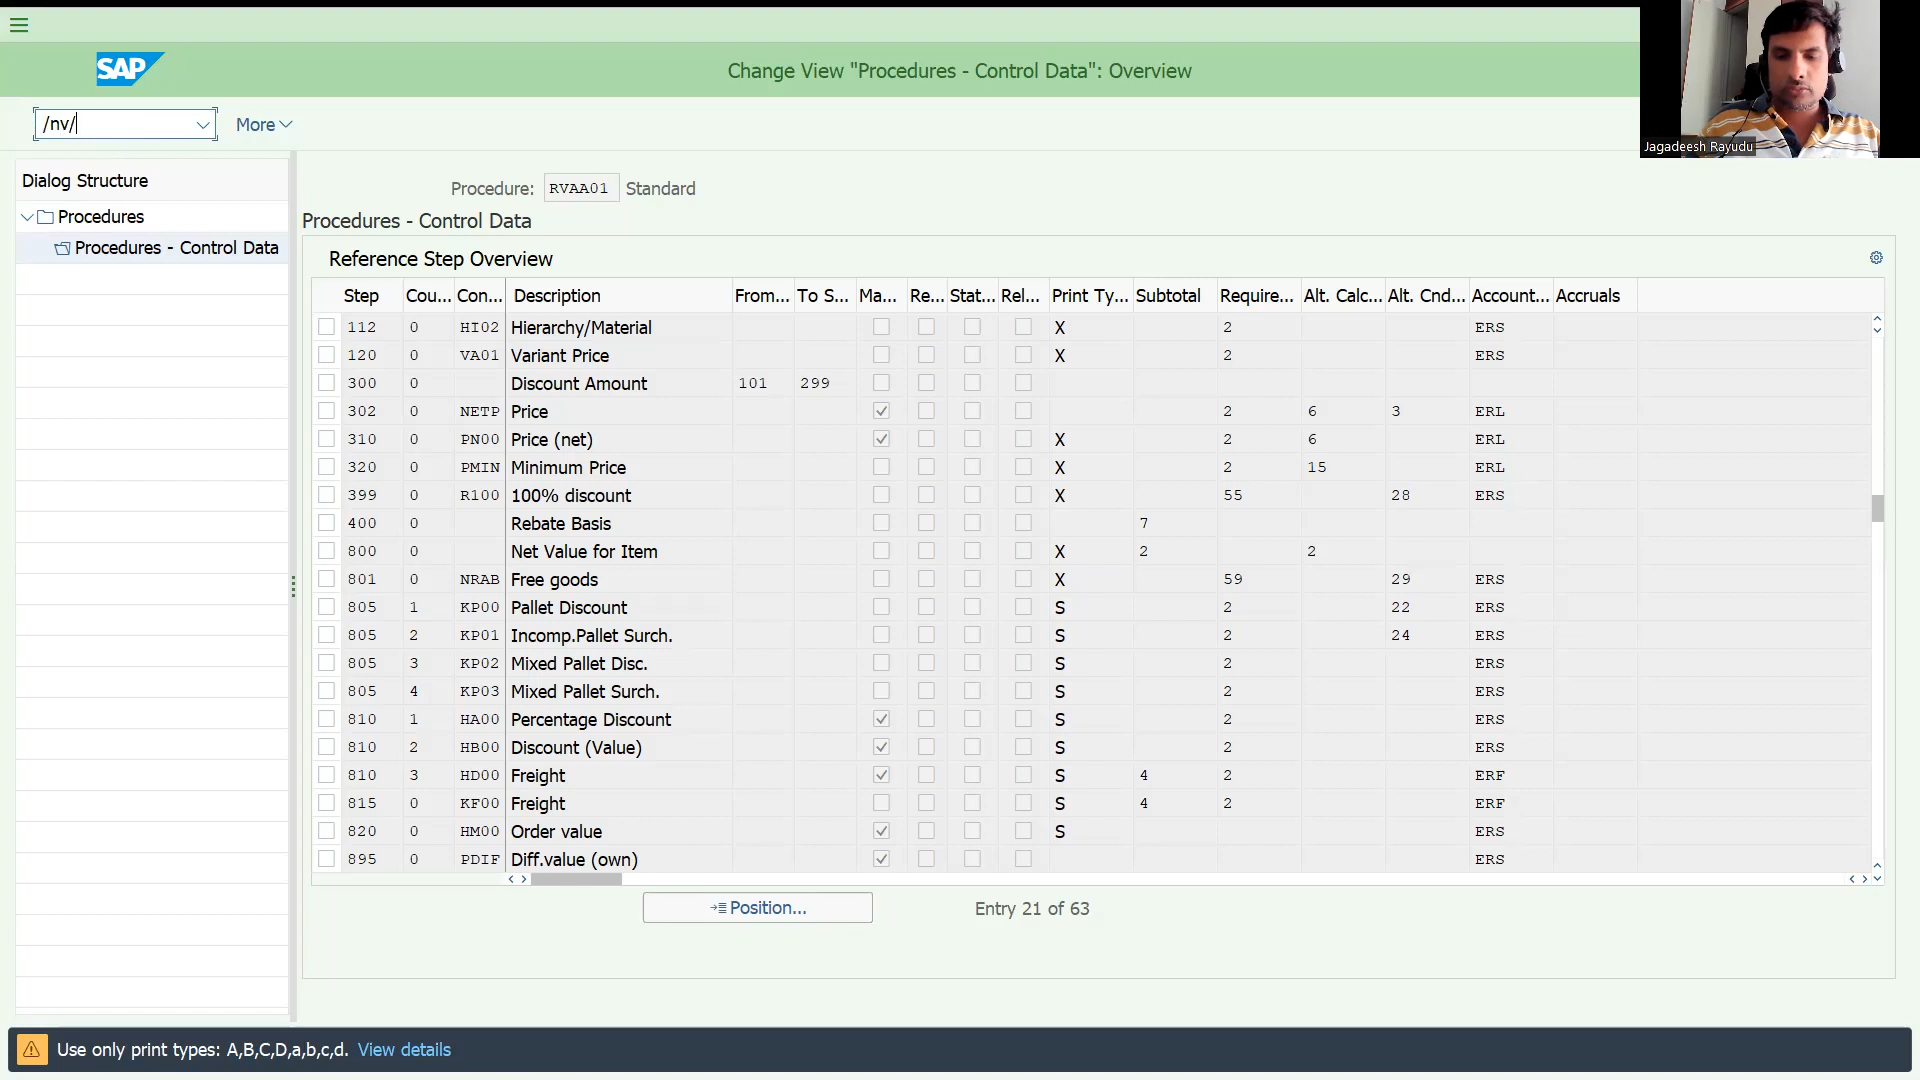 SAP
Change View "Procedures - Control Data": Overview
Jagadeesh Rayudu
/nv/
More
Dialog Structure
Procedures
Procedures - Control Data
Procedure: RVAA01 Standard
Procedures - Control Data
Reference Step Overview
Step Cou... Con... Description From... To S... Ma... Re... Stat... Rel... Print Ty... Subtotal Require... Alt. Calc... Alt. Cnd... Account... Accruals
112 0 HI02 Hierarchy/Material X 2 ERS
120 0 VA01 Variant Price X 2 ERS
300 0 Discount Amount 101 299
302 0 NETP Price 2 6 3 ERL
310 0 PN00 Price (net) X 2 6 ERL
320 0 PMIN Minimum Price X 2 15 ERL
399 0 R100 100% discount X 55 28 ERS
400 0 Rebate Basis 7
800 0 Net Value for Item X 2 2
801 0 NRAB Free goods X 59 29 ERS
805 1 KP00 Pallet Discount S 2 22 ERS
805 2 KP01 Incomp.Pallet Surch. S 2 24 ERS
805 3 KP02 Mixed Pallet Disc. S 2 ERS
805 4 KP03 Mixed Pallet Surch. S 2 ERS
810 1 HA00 Percentage Discount S 2 ERS
810 2 HB00 Discount (Value) S 2 ERS
810 3 HD00 Freight S 4 2 ERF
815 0 KF00 Freight S 4 2 ERF
820 0 HM00 Order value S ERS
895 0 PDIF Diff.value (own) ERS
Position...
Entry 21 of 63
Use only print types: A,B,C,D,a,b,c,d. View details